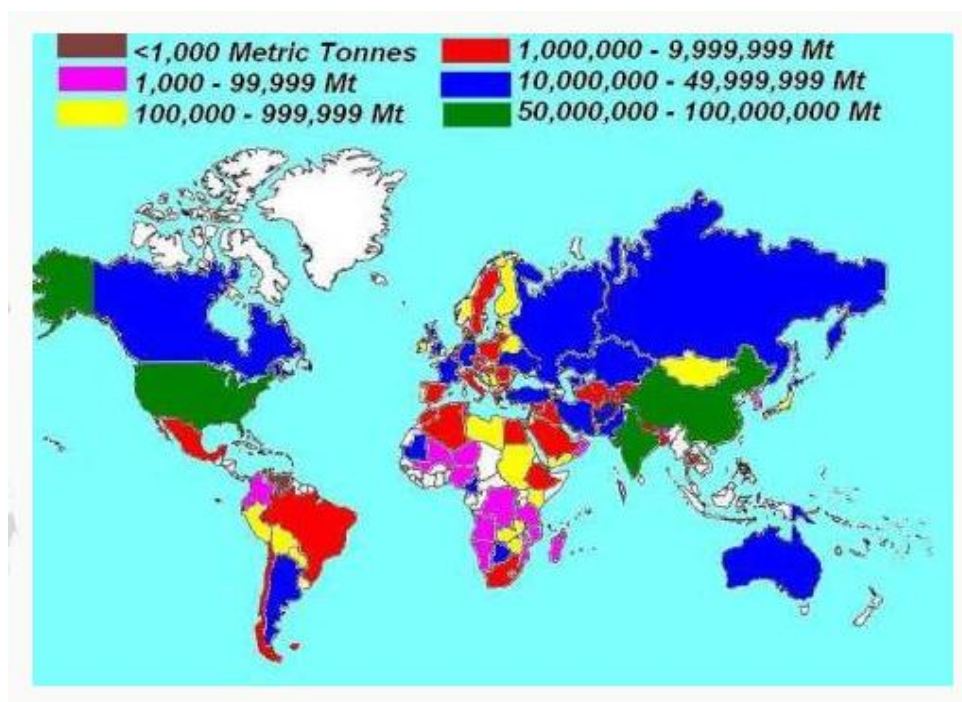 <1,000 Metric Tonnes
1,000 - 99,999 Mt
100,000 - 999,999 Mt
1,000,000 - 9,999,999 Mt
10,000,000 - 49,999,999 Mt
50,000,000 - 100,000,000 Mt